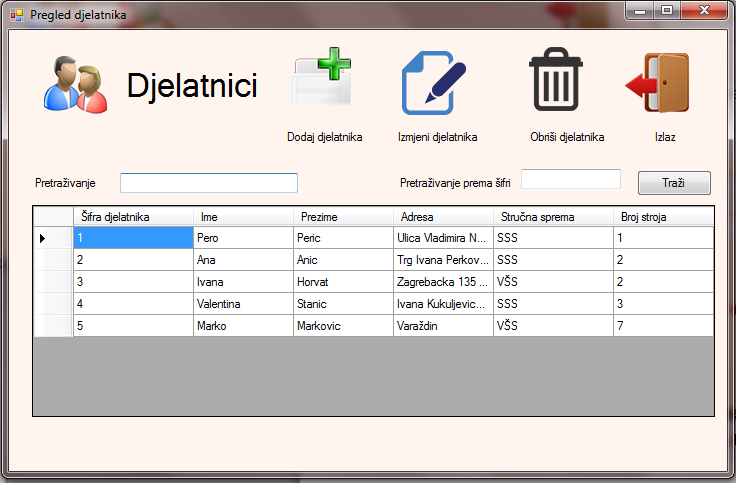 Pregled djelatnika
Djelatnici
Dodaj djelatnika Izmjeni djelatnika Obriši djelatnika Izlaz
Pretraživanje Pretraživanje prema šifri Traži
Šifra djelatnika Ime Prezime Adresa Stručna sprema Broj stroja
1 Pero Peric Ulica Vladimira N... SSS 1
2 Ana Anic Trg Ivana Perkov... SSS 2
3 Ivana Horvat Zagrebacka 135 ... VŠS 2
4 Valentina Stanic Ivana Kukuljevic... SSS 3
5 Marko Markovic Varaždin VŠS 7